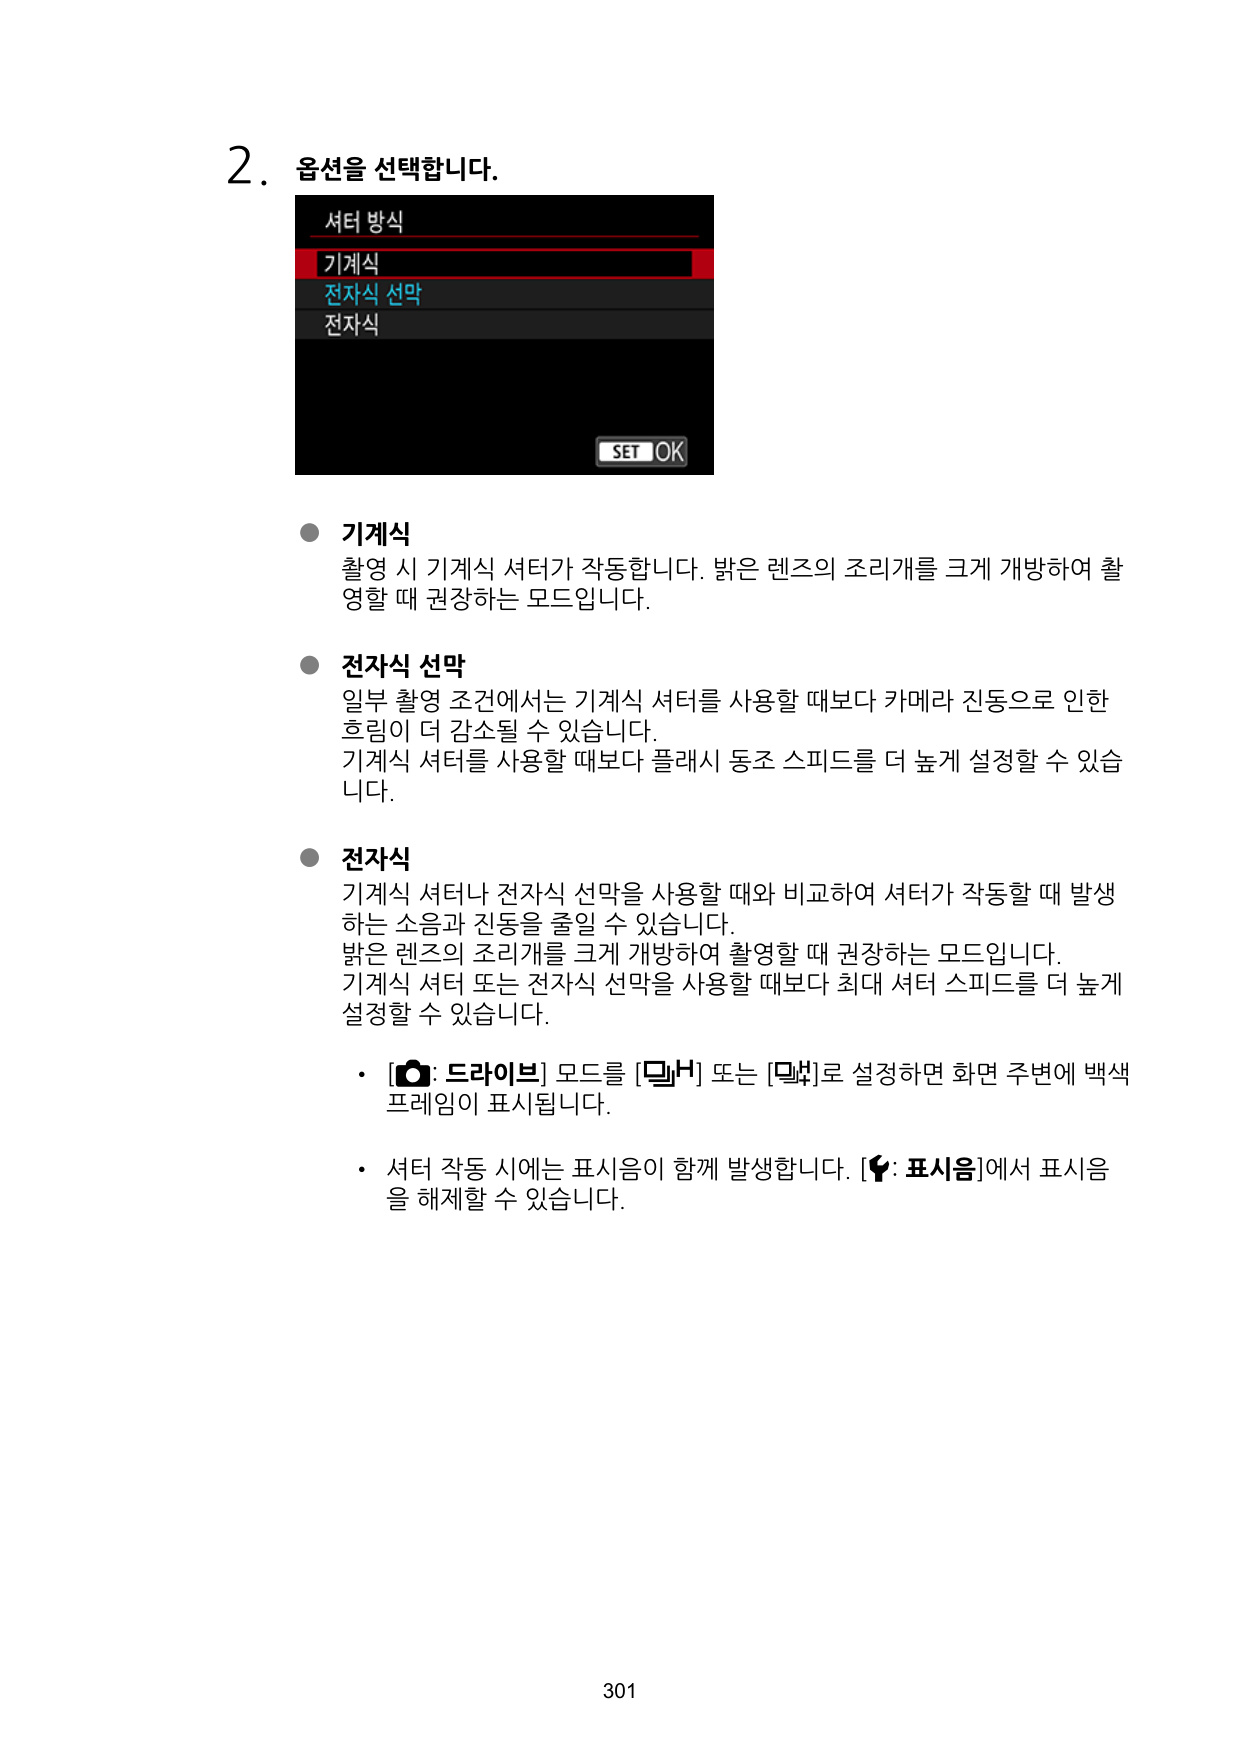 2. 옵션을 선택합니다.
셔터 방식
기계식
전자식 선막
전자식
SET OK
● 기계식
촬영 시 기계식 셔터가 작동합니다. 밝은 렌즈의 조리개를 크게 개방하여 촬
영할 때 권장하는 모드입니다.
● 전자식 선막
일부 촬영 조건에서는 기계식 셔터를 사용할 때보다 카메라 진동으로 인한
흐림이 더 감소될 수 있습니다.
기계식 셔터를 사용할 때보다 플래시 동조 스피드를 더 높게 설정할 수 있습
니다.
● 전자식
기계식 셔터나 전자식 선막을 사용할 때와 비교하여 셔터가 작동할 때 발생
하는 소음과 진동을 줄일 수 있습니다.
밝은 렌즈의 조리개를 크게 개방하여 촬영할 때 권장하는 모드입니다.
기계식 셔터 또는 전자식 선막을 사용할 때보다 최대 셔터 스피드를 더 높게
설정할 수 있습니다.
• [: 드라이브] 모드를 [H] 또는 [H+]로 설정하면 화면 주변에 백색
프레임이 표시됩니다.
• 셔터 작동 시에는 표시음이 함께 발생합니다. [: 표시음]에서 표시음
을 해제할 수 있습니다.
301